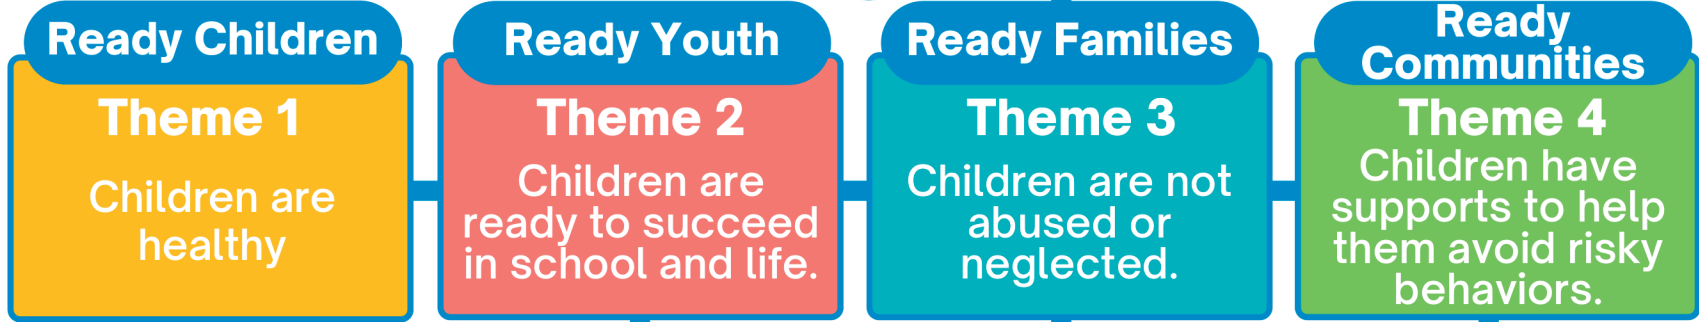 Ready Children
Theme 1
Children are
healthy
Ready Youth
Theme 2
Children are
ready to succeed
in school and life.
Ready Families
Theme 3
Children are not
abused or
neglected.
Ready
Communities
Theme 4
Children have
supports to help
them avoid risky
behaviors.